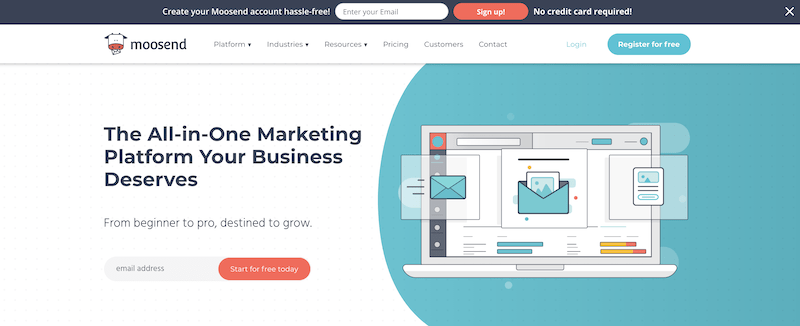 Create your Moosend account hassle-free! Enter your Email Sign up! No credit card required!
moosend Platform ▾ Industries ▾ Resources ▾ Pricing Customers Contact Login Register for free
The All-in-One Marketing
Platform Your Business
Deserves
From beginner to pro, destined to grow.
email address Start for free today